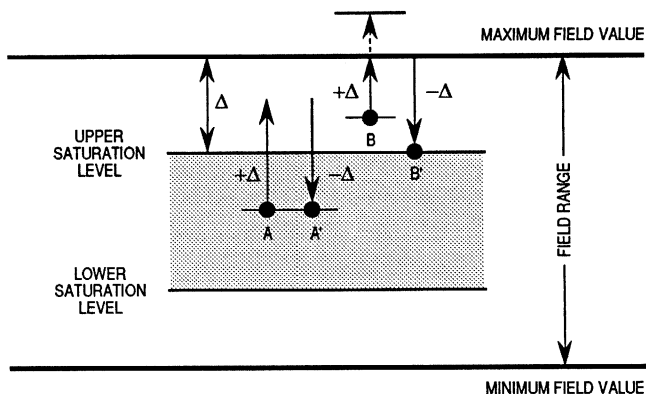 MAXIMUM FIELD VALUE
Δ
+Δ
−Δ
B
UPPER
SATURATION
LEVEL
B'
+Δ
−Δ
A
A'
FIELD RANGE
LOWER
SATURATION
LEVEL
MINIMUM FIELD VALUE